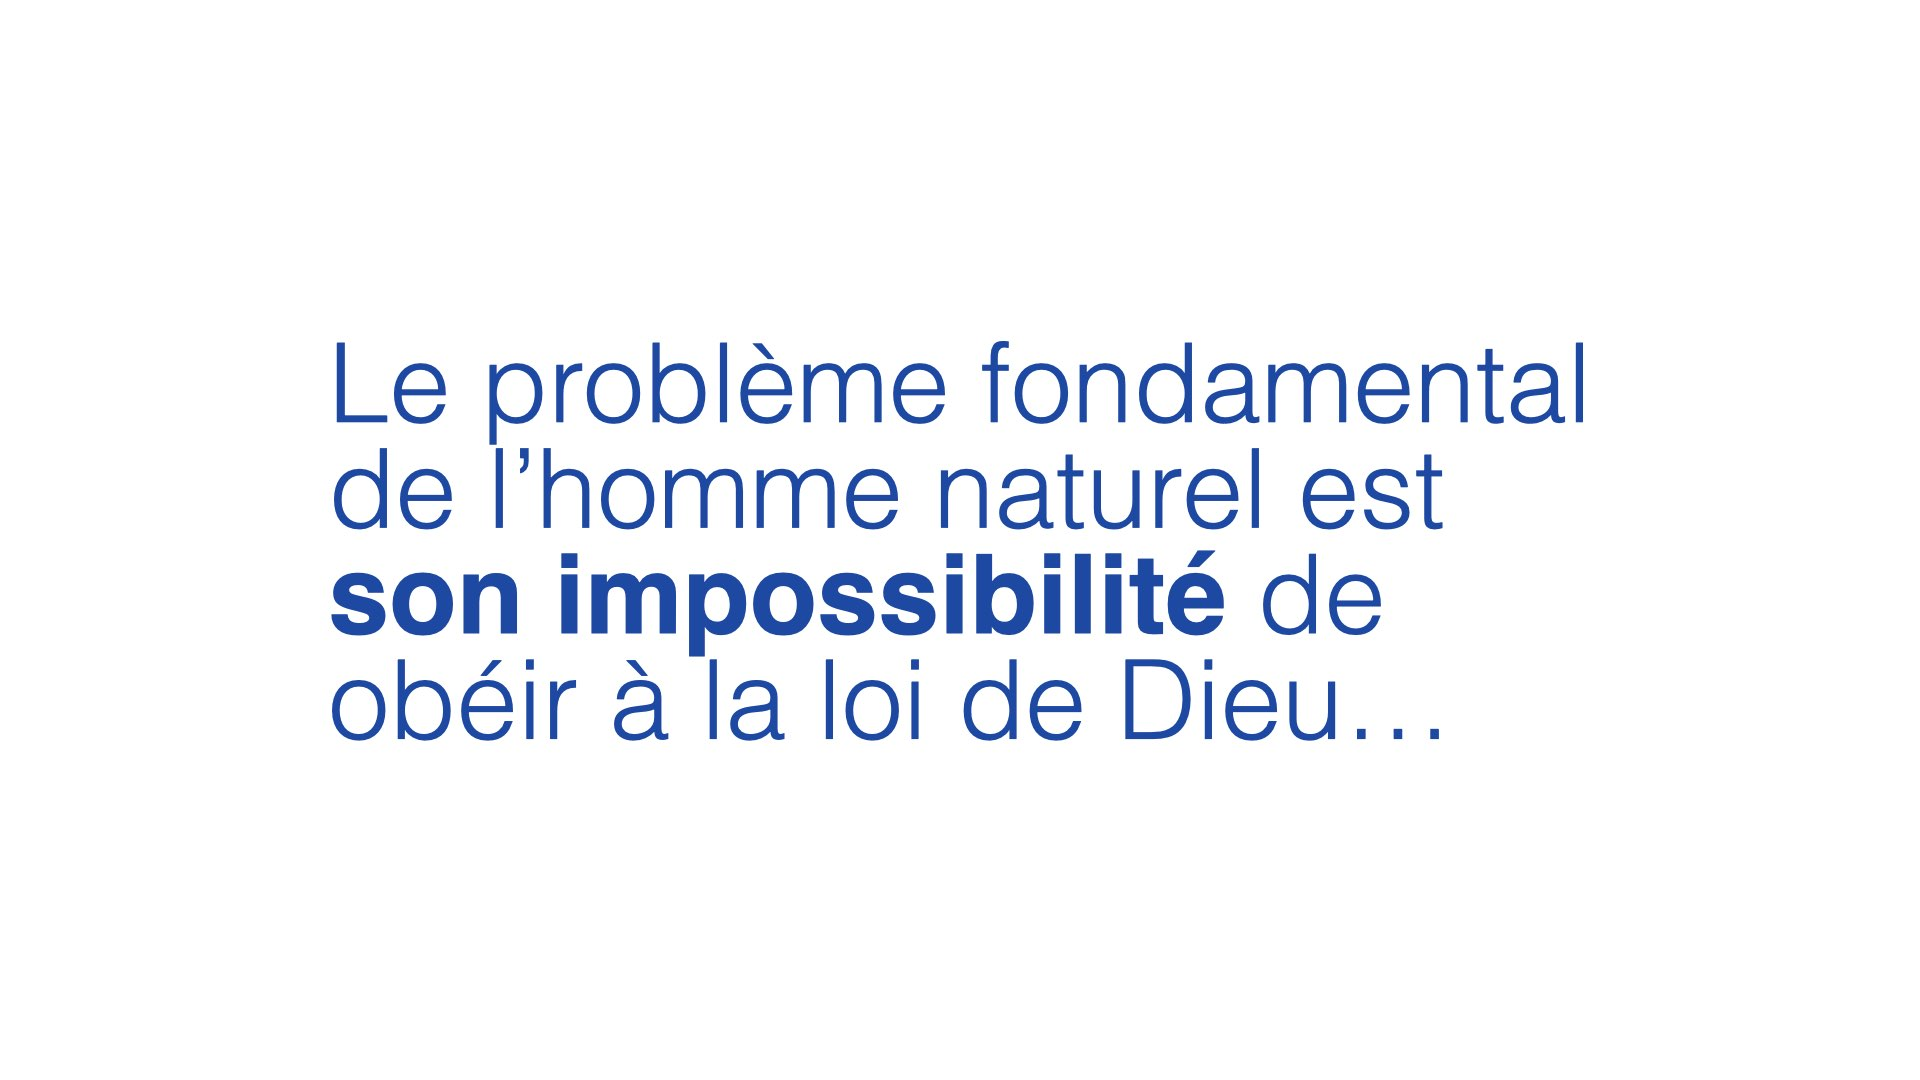 Le problème fondamental
de l’homme naturel est
son impossibilité de
obéir à la loi de Dieu…